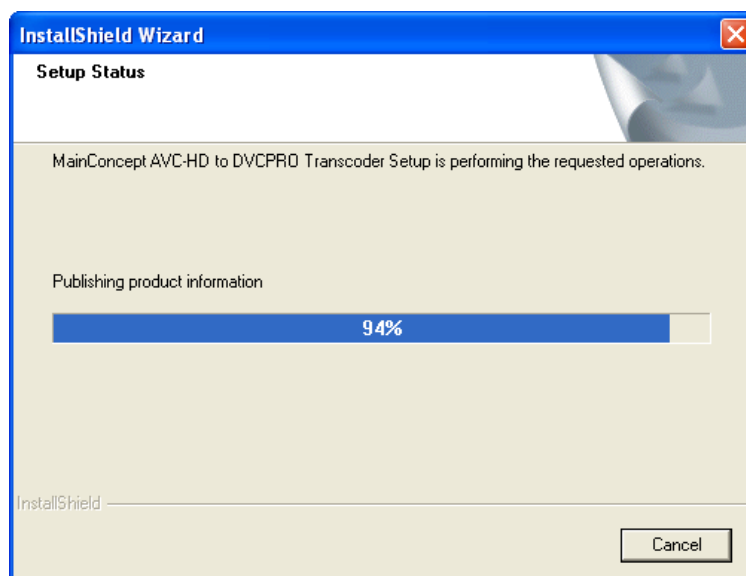 InstallShield Wizard
Setup Status
MainConcept AVC-HD to DVCPRO Transcoder Setup is performing the requested operations.
Publishing product information
94%
InstallShield
Cancel